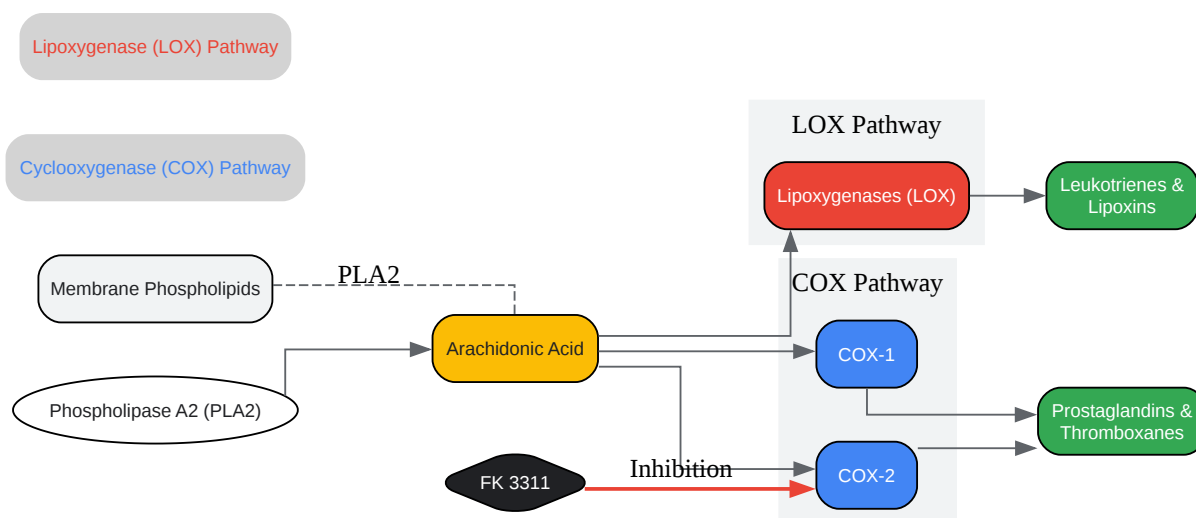 Lipoxygenase (LOX) Pathway
Cyclooxygenase (COX) Pathway
Membrane Phospholipids
PLA2
Phospholipase A2 (PLA2)
Arachidonic Acid
FK 3311
Inhibition
LOX Pathway
Lipoxygenases (LOX)
Leukotrienes &
Lipoxins
COX Pathway
COX-1
COX-2
Prostaglandins &
Thromboxanes